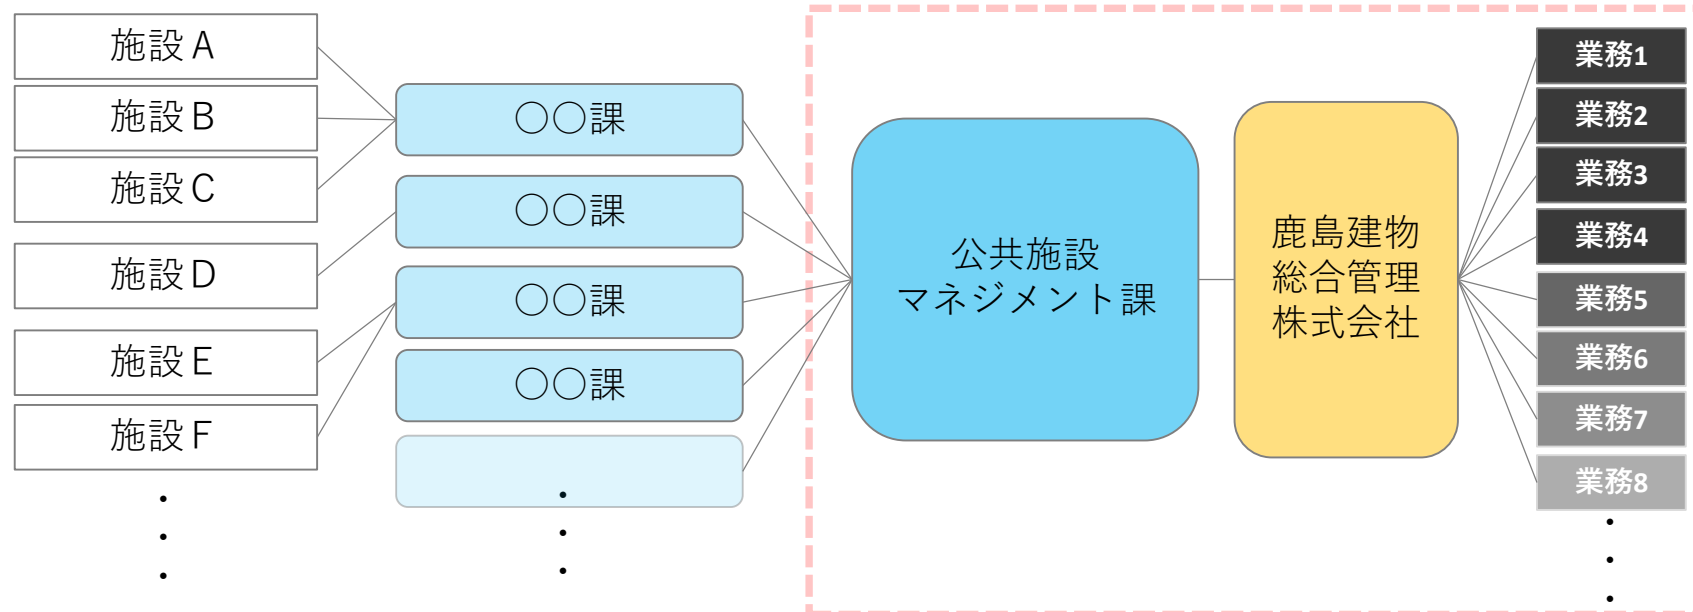 施設A
施設B
施設C
施設D
施設E
施設F
・
・
・
○○課
○○課
○○課
○○課
・
・
・
公共施設
マネジメント課
鹿島建物
総合管理
株式会社
業務1
業務2
業務3
業務4
業務5
業務6
業務7
業務8
・
・
・